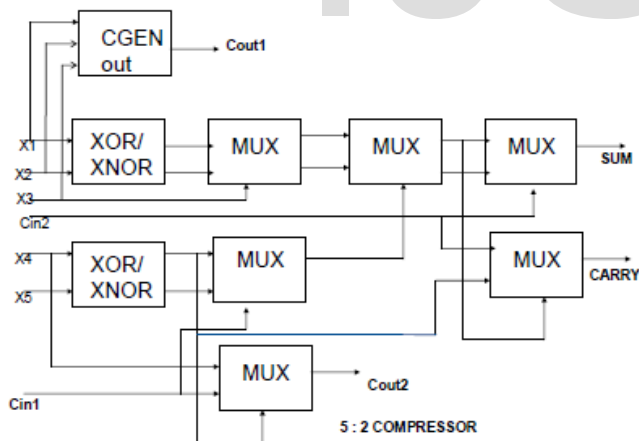 CGEN
out
Cout1
X1
XOR/
XNOR
MUX
MUX
MUX
SUM
X2
X3
Cin2
X4
XOR/
XNOR
MUX
MUX
CARRY
X5
MUX
Cout2
Cin1
5 : 2 COMPRESSOR